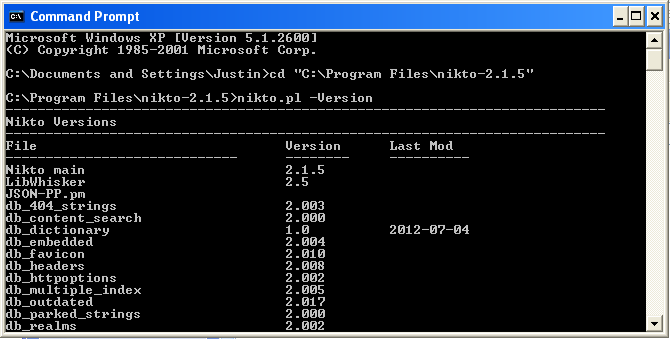 Command Prompt
Microsoft Windows XP [Version 5.1.2600]
(C) Copyright 1985-2001 Microsoft Corp.
C:\Documents and Settings\Justin>cd "C:\Program Files\nikto-2.1.5"
C:\Program Files\nikto-2.1.5>nikto.pl -Version
---------------------------------------------------------------------------
Nikto Versions
---------------------------------------------------------------------------
File Version Last Mod
----------------------------- -------- ----------
Nikto main 2.1.5
LibWhisker 2.5
JSON-PP.pm
db_404_strings 2.003
db_content_search 2.000
db_dictionary 1.0 2012-07-04
db_embedded 2.004
db_favicon 2.010
db_headers 2.008
db_httpoptions 2.002
db_multiple_index 2.005
db_outdated 2.017
db_parked_strings 2.000
db_realms 2.002